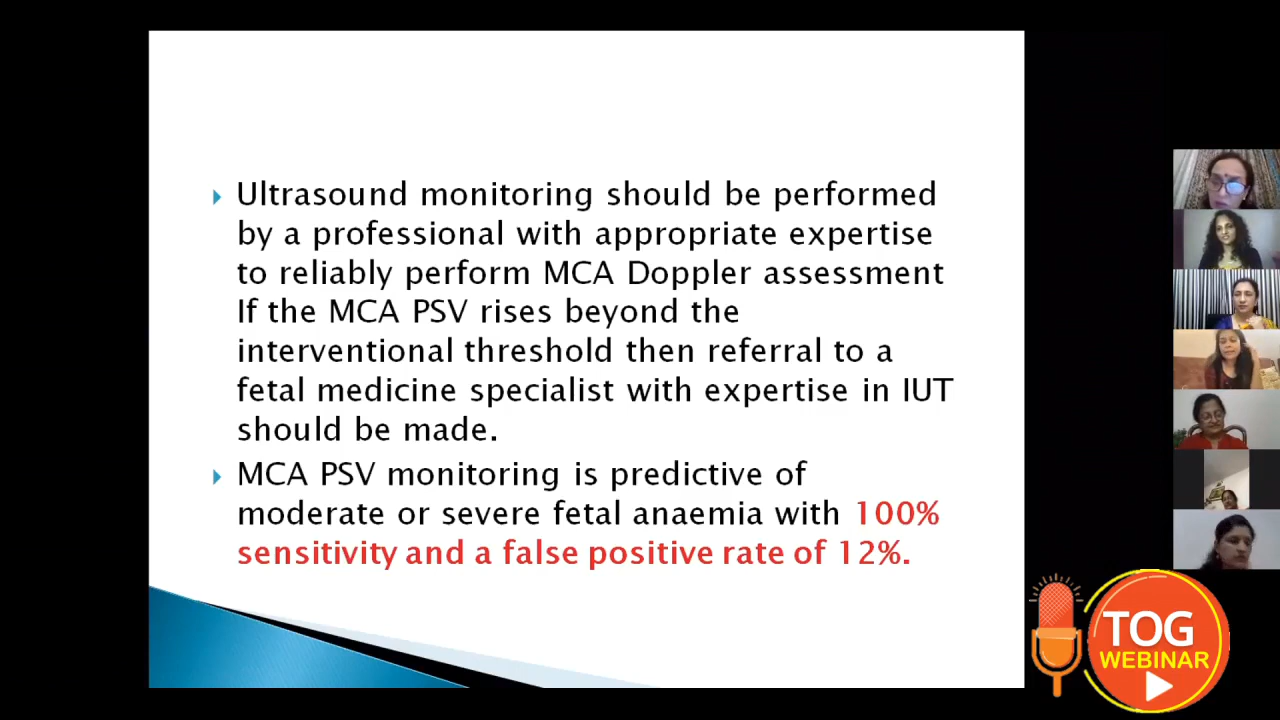 Ultrasound monitoring should be performed
by a professional with appropriate expertise
to reliably perform MCA Doppler assessment
If the MCA PSV rises beyond the
interventional threshold then referral to a
fetal medicine specialist with expertise in IUT
should be made.
MCA PSV monitoring is predictive of
moderate or severe fetal anaemia with 100%
sensitivity and a false positive rate of 12%.
TOG
WEBINAR